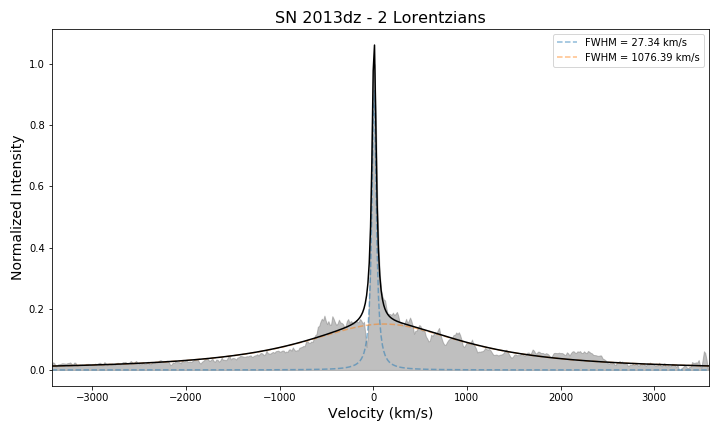 SN 2013dz - 2 Lorentzians
FWHM = 27.34 km/s
FWHM = 1076.39 km/s
Normalized Intensity
1.0
0.8
0.6
0.4
0.2
0.0
−3000 −2000 −1000 0 1000 2000 3000
Velocity (km/s)